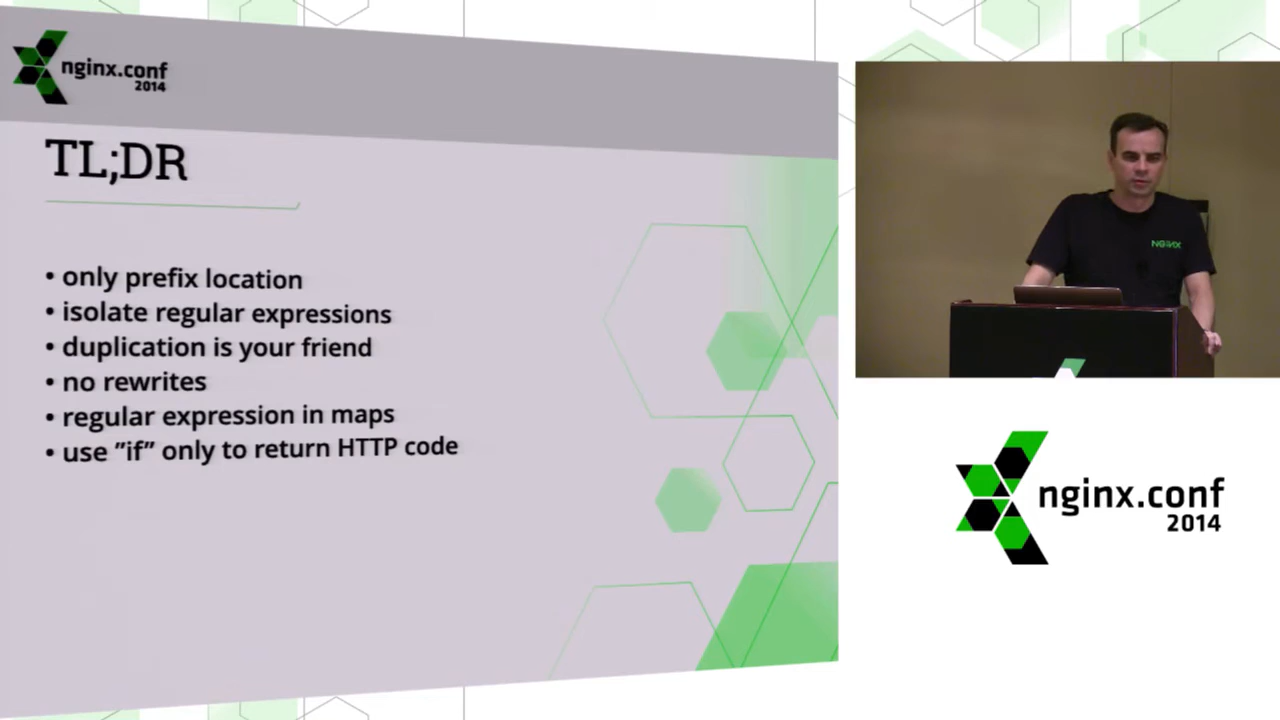 nginx.conf
2014
TL;DR
• only prefix location
• isolate regular expressions
• duplication is your friend
• no rewrites
• regular expression in maps
• use ”if” only to return HTTP code
NGINX
nginx.conf
2014